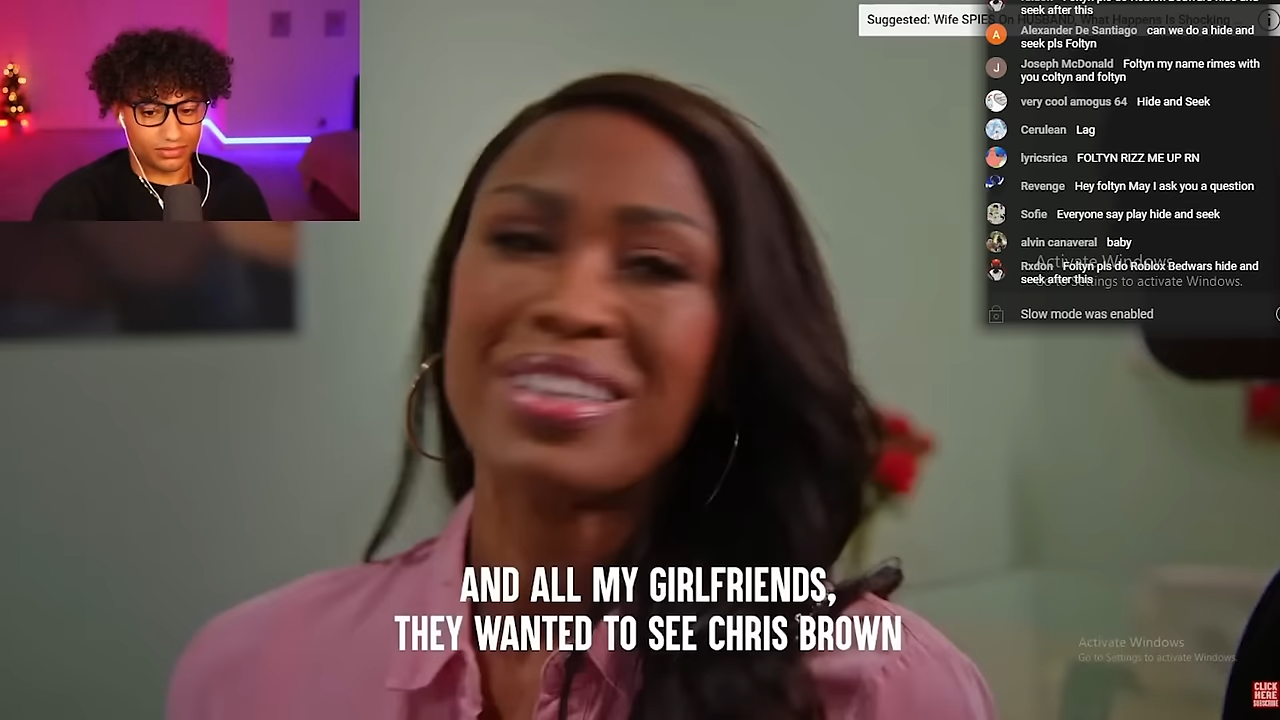 Suggested: Wife SPIES On HUSBAND, What Happens Is Shocking ...
seek after this
Alexander De Santiago can we do a hide and
seek pls Foltyn
Joseph McDonald Foltyn my name rimes with
you coltyn and foltyn
very cool amogus 64 Hide and Seek
Cerulean Lag
lyricsrica FOLTYN RIZZ ME UP RN
Revenge Hey foltyn May I ask you a question
Sofie Everyone say play hide and seek
alvin canaveral baby
Activate Windows
Rxdon Foltyn pls do Roblox Bedwars hide and
seek after this
Go to Settings to activate Windows.
Slow mode was enabled
AND ALL MY GIRLFRIENDS,
THEY WANTED TO SEE CHRIS BROWN
Activate Windows
Go to Settings to activate Windows.
CLICK
HERE
SUBSCRIBE